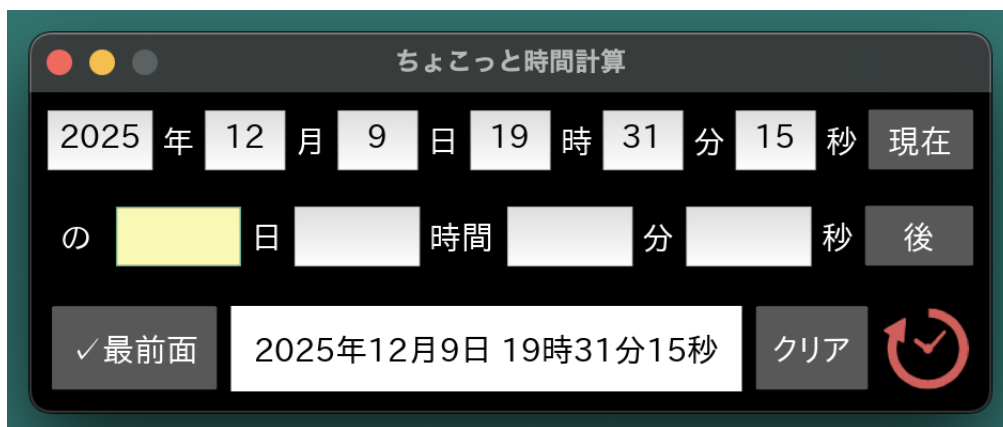 ちょこっと時間計算
2025 年 12 月 9 日 19 時 31 分 15 秒 現在
の 日 時間 分 秒 後
✓最前面 2025年12月9日 19時31分15秒 クリア